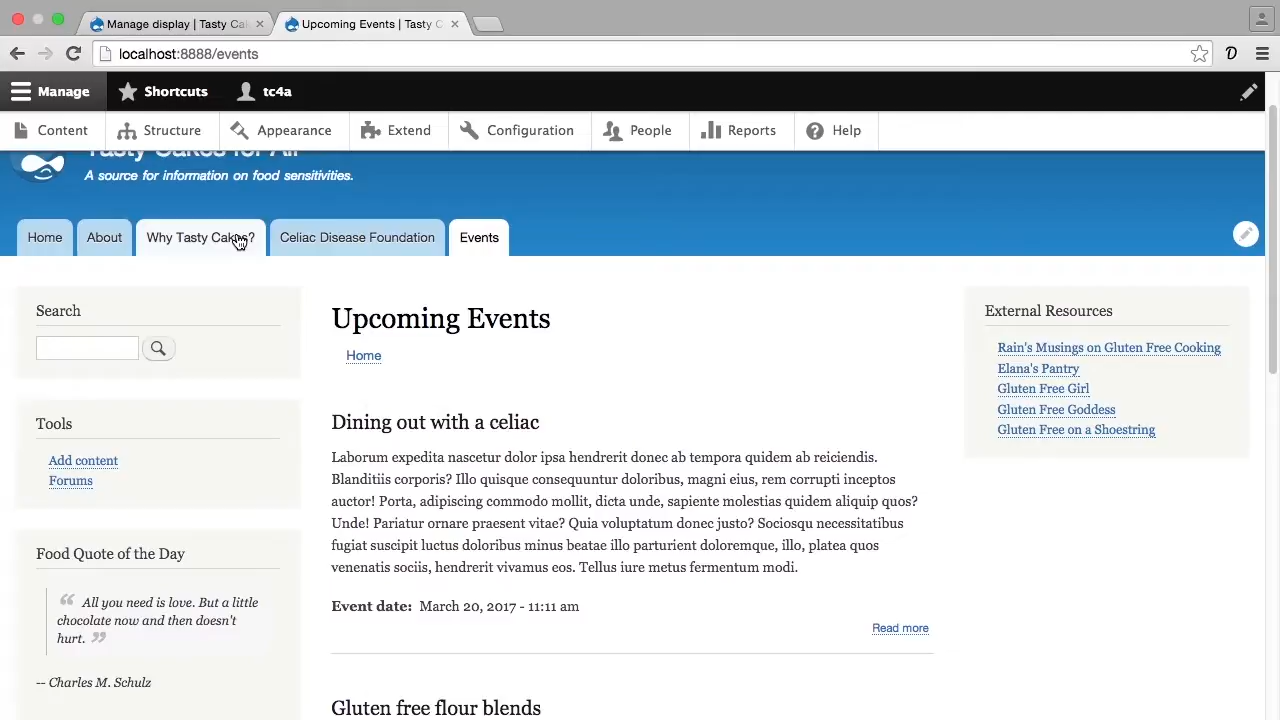 Manage display | Tasty Ca
Upcoming Events | Tasty C
localhost:8888/events
Manage
Shortcuts
tc4a
Content
Structure
Appearance
Extend
Configuration
People
Reports
Help
Tasty Cakes for All
A source for information on food sensitivities.
Home
About
Why Tasty Cakes?
Celiac Disease Foundation
Events
Search
Tools
Add content
Forums
Food Quote of the Day
All you need is love. But a little
chocolate now and then doesn't
hurt.
-- Charles M. Schulz
Upcoming Events
Home
Dining out with a celiac
Laborum expedita nascetur dolor ipsa hendrerit donec ab tempora quidem ab reiciendis.
Blanditiis corporis? Illo quisque consequuntur doloribus, magni eius, rem corrupti inceptos
auctor! Porta, adipiscing commodo mollit, dicta unde, sapiente molestias quidem aliquip quos?
Unde! Pariatur ornare praesent vitae? Quia voluptatum donec justo? Sociosqu necessitatibus
fugiat suscipit luctus doloribus minus beatae illo parturient doloremque, illo, platea quos
venenatis sociis, hendrerit vivamus eos. Tellus iure metus fermentum modi.
Event date: March 20, 2017 - 11:11 am
Read more
Gluten free flour blends
External Resources
Rain's Musings on Gluten Free Cooking
Elana's Pantry
Gluten Free Girl
Gluten Free Goddess
Gluten Free on a Shoestring